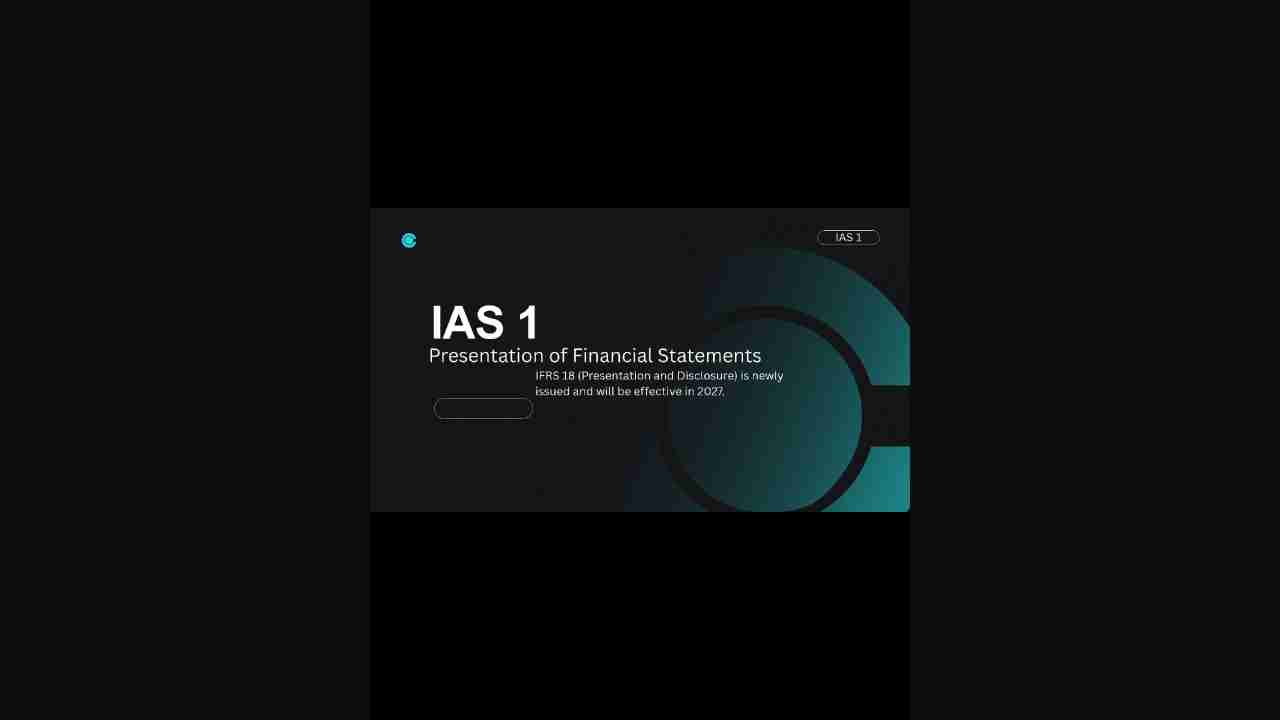 IAS 1
IAS 1
Presentation of Financial Statements
IFRS 18 (Presentation and Disclosure) is newly
issued and will be effective in 2027.